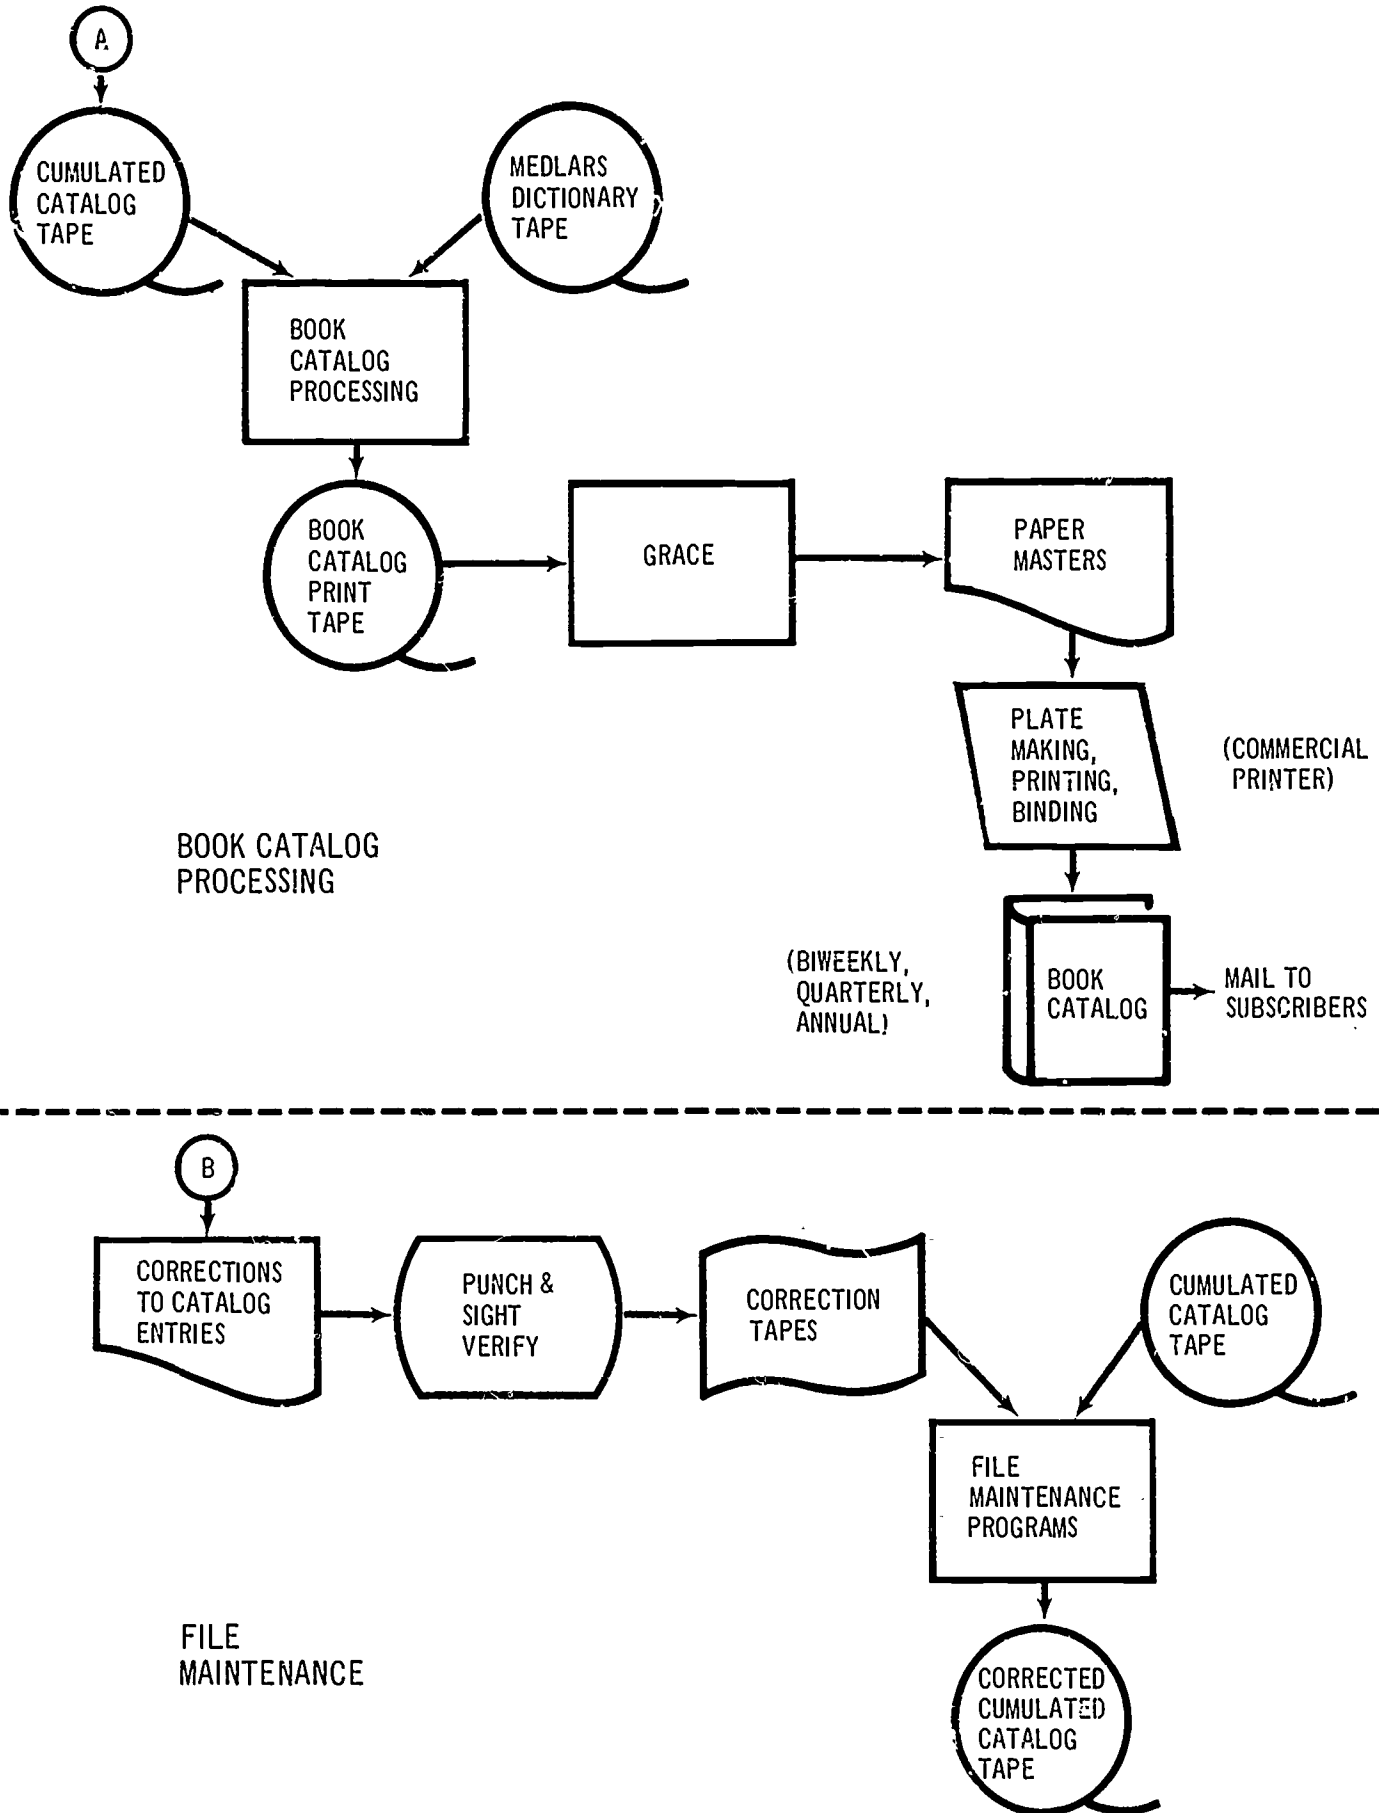 A
CUMULATED
CATALOG
TAPE
MEDLARS
DICTIONARY
TAPE
BOOK
CATALOG
PROCESSING
BOOK
CATALOG
PRINT
TAPE
GRACE
PAPER
MASTERS
PLATE
MAKING,
PRINTING,
BINDING
(COMMERCIAL
PRINTER)
BOOK CATALOG
PROCESSING
(BIWEEKLY,
QUARTERLY,
ANNUAL)
BOOK
CATALOG
MAIL TO
SUBSCRIBERS
B
CORRECTIONS
TO CATALOG
ENTRIES
PUNCH &
SIGHT
VERIFY
CORRECTION
TAPES
CUMULATED
CATALOG
TAPE
FILE
MAINTENANCE
PROGRAMS
FILE
MAINTENANCE
CORRECTED
CUMULATED
CATALOG
TAPE